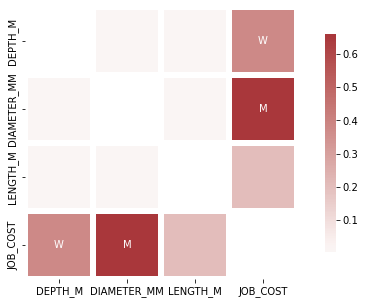 DEPTH_M
W
DIAMETER_MM
M
LENGTH_M
JOB_COST
W
M
DEPTH_M DIAMETER_MM LENGTH_M JOB_COST
0.6
0.5
0.4
0.3
0.2
0.1